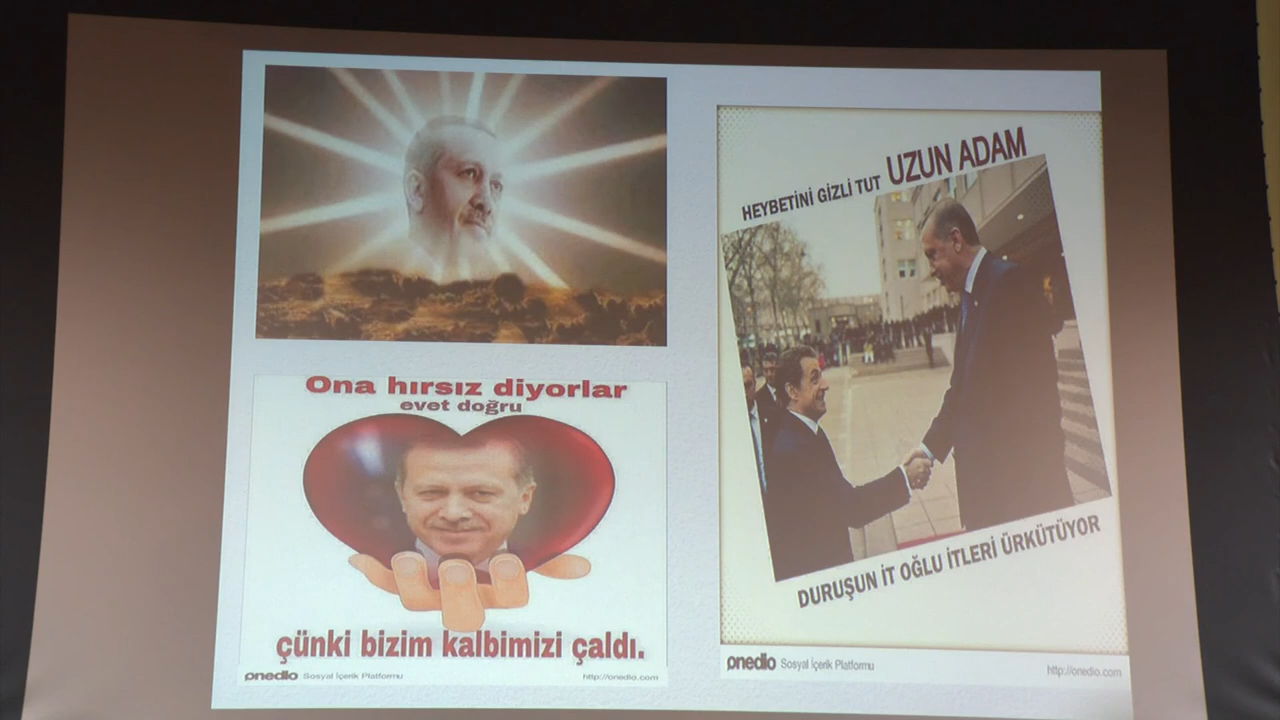 Ona hırsız diyorlar
evet doğru
çünki bizim kalbimizi çaldı.
onedio Sosyal İçerik Platformu
http://onedio.com
HEYBETİNİ GİZLİ TUT UZUN ADAM
DURUŞUN İT OĞLU İTLERİ ÜRKÜTÜYOR
onedio Sosyal İçerik Platformu
http://onedio.com